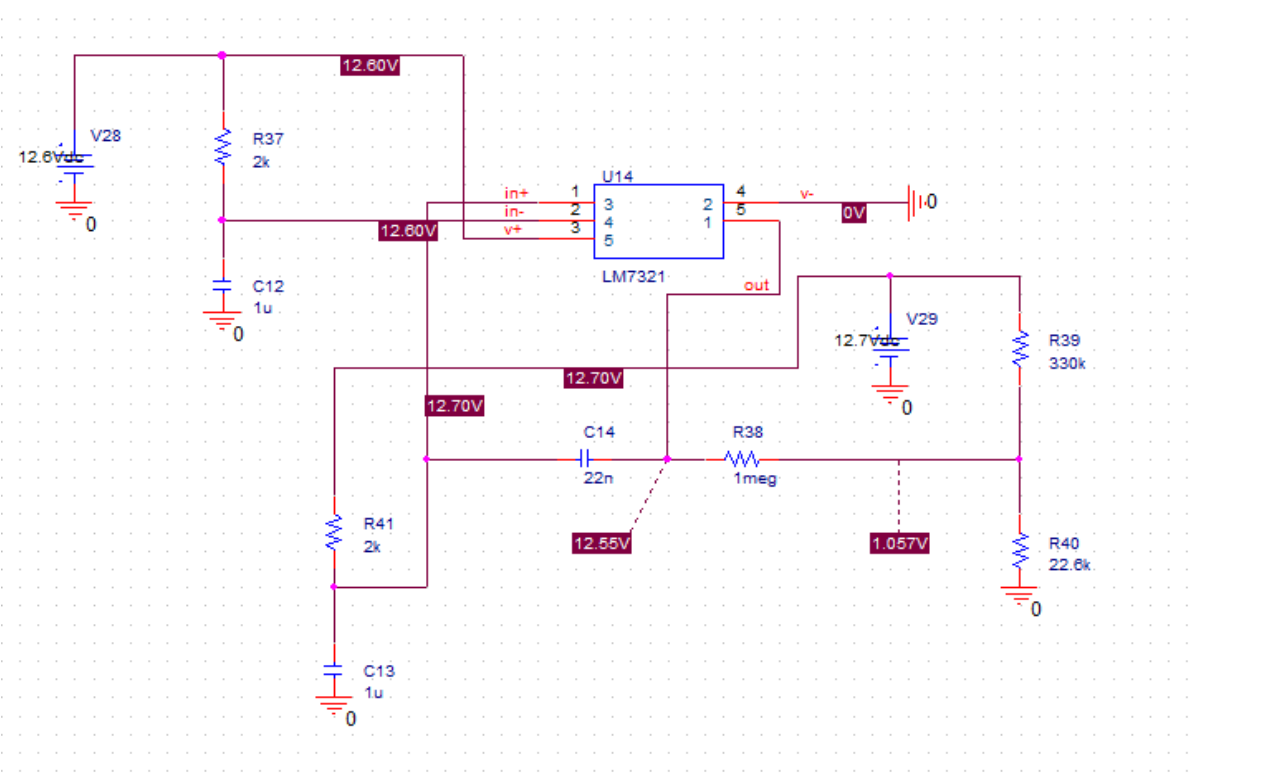 12.60V
V28
12.6Vdc
R37
2k
0
U14
in+ 1 3
in- 2 4
v+ 3 5
2 4 v-
1 5
0V
0
12.60V
LM7321
C12
1u
0
out
V29
12.7Vdc
R39
330k
12.70V
0
12.70V
C14
22n
R38
1meg
R41
2k
12.55V
1.057V
R40
22.6k
0
C13
1u
0